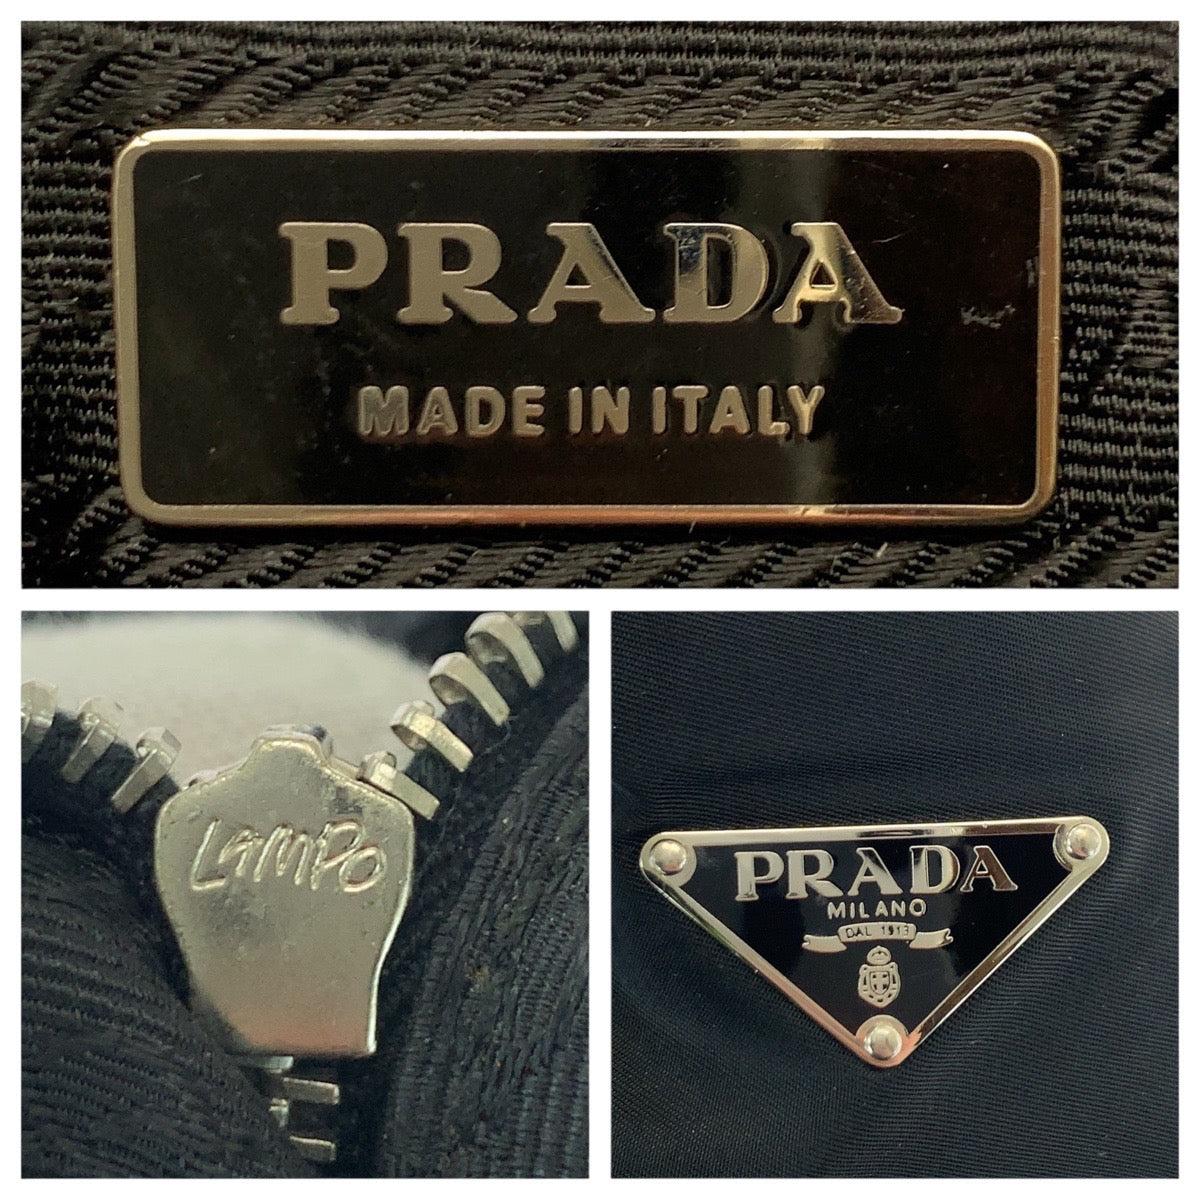 PRADA
MADE IN ITALY
LAMPO
PRADA
MILANO
DAL 1913